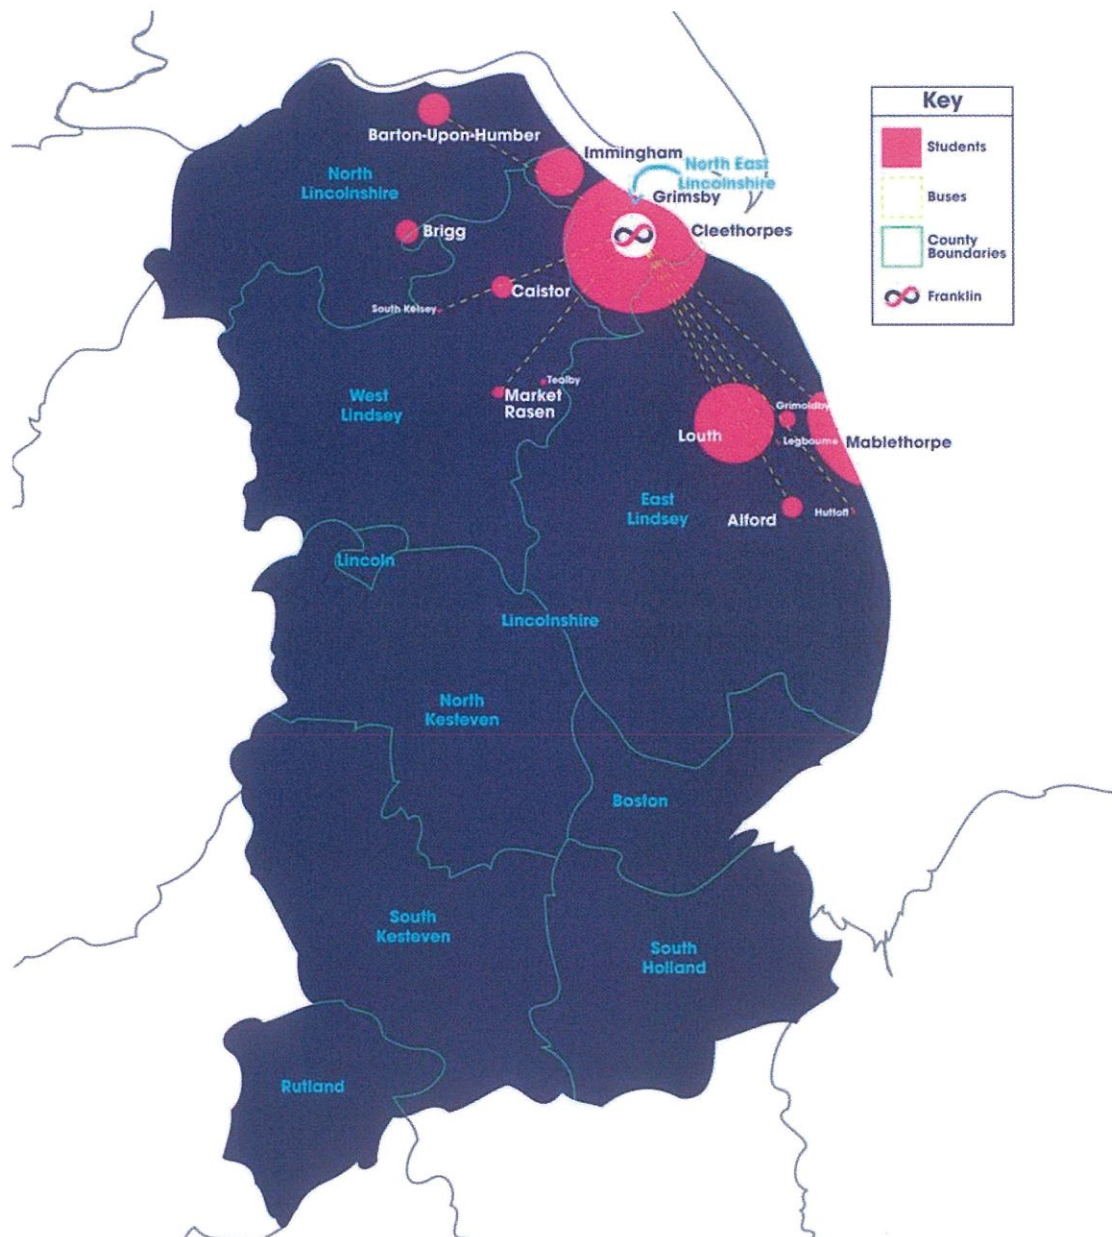 Key
Students
Buses
County
Boundaries
Franklin
Barton-Upon-Humber
Immingham
North East
Lincolnshire
North
Lincolnshire
Grimsby
Brigg
Cleethorpes
Caistor
South Kelsey
Tealby
Market
Rasen
West
Lindsey
Grimoldby
Louth
Legbourne
Mablethorpe
East
Lindsey
Alford
Huttoft
Lincoln
Lincolnshire
North
Kesteven
Boston
South
Kesteven
South
Holland
Rutland